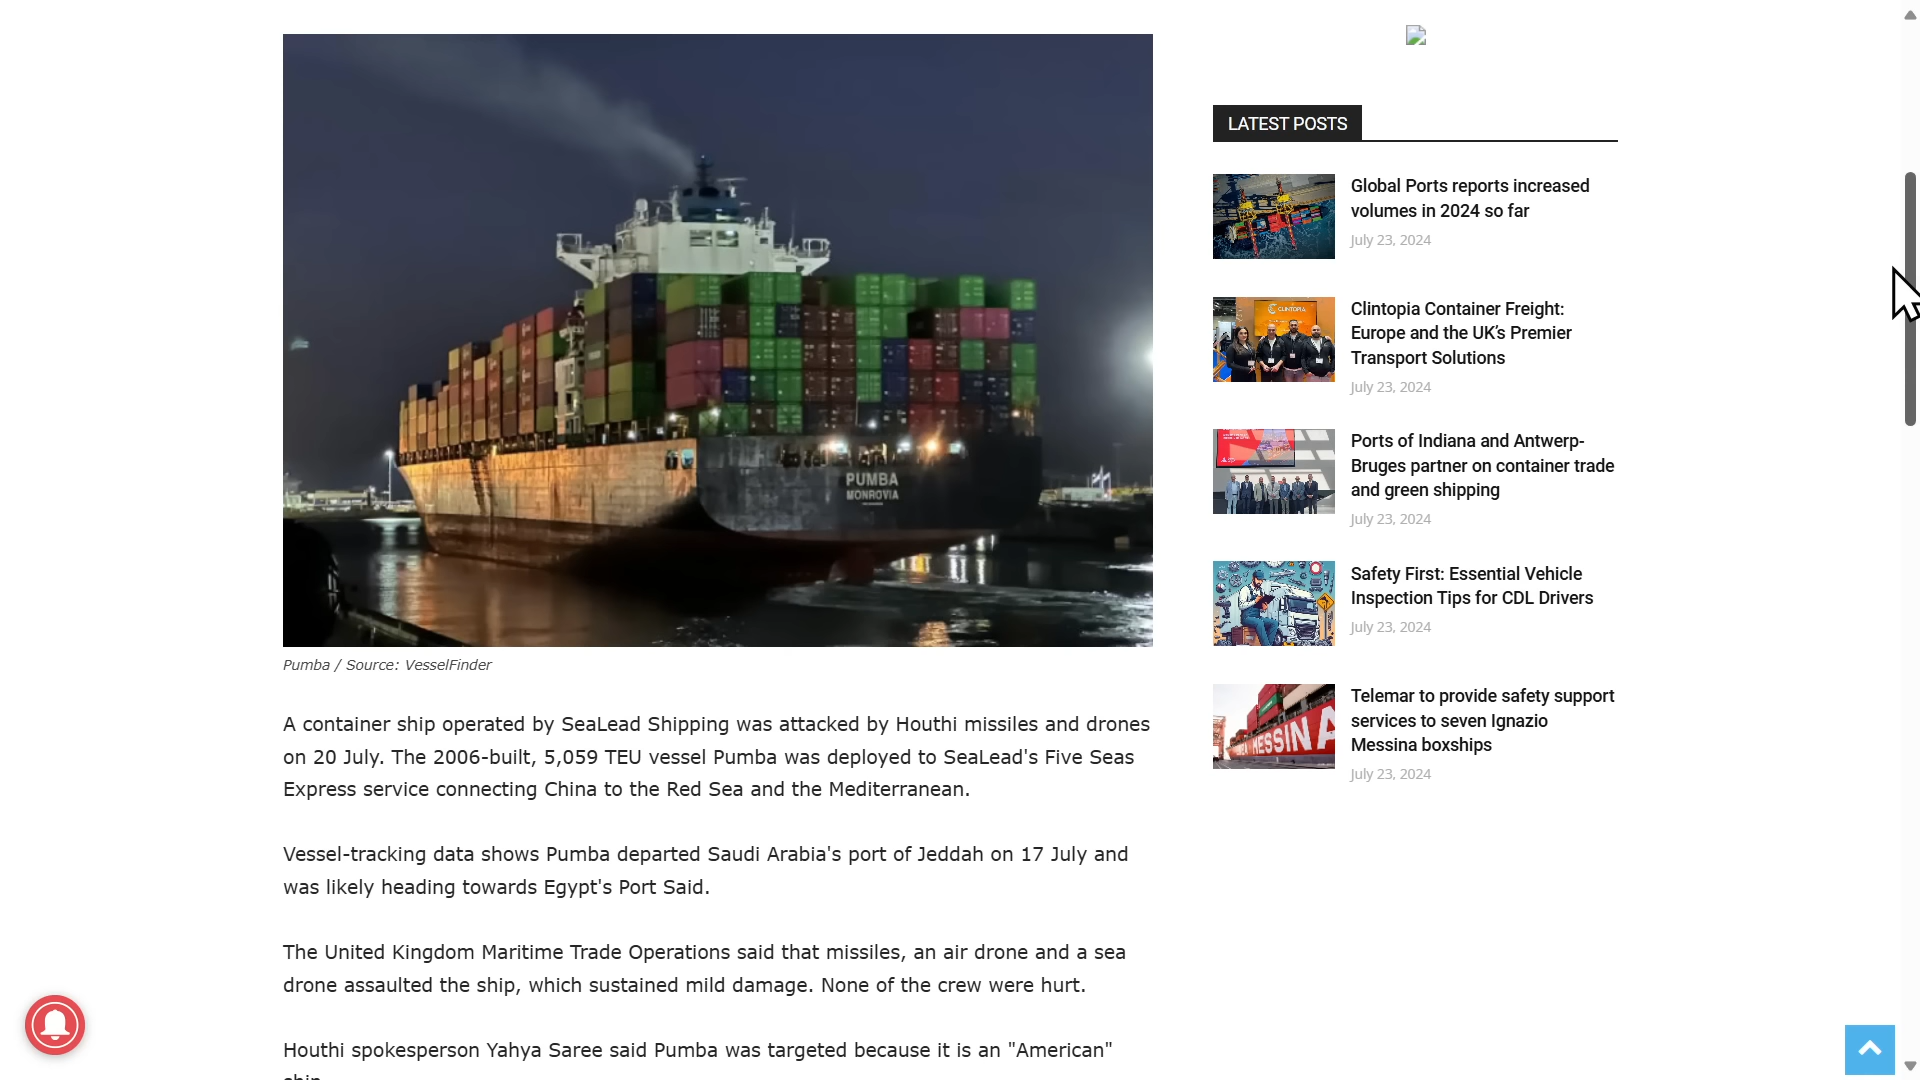 PUMBA
MONROVIA
Pumba / Source: VesselFinder
A container ship operated by SeaLead Shipping was attacked by Houthi missiles and drones
on 20 July. The 2006-built, 5,059 TEU vessel Pumba was deployed to SeaLead's Five Seas
Express service connecting China to the Red Sea and the Mediterranean.
Vessel-tracking data shows Pumba departed Saudi Arabia's port of Jeddah on 17 July and
was likely heading towards Egypt's Port Said.
The United Kingdom Maritime Trade Operations said that missiles, an air drone and a sea
drone assaulted the ship, which sustained mild damage. None of the crew were hurt.
Houthi spokesperson Yahya Saree said Pumba was targeted because it is an "American"
ship
LATEST POSTS
Global Ports reports increased
volumes in 2024 so far
July 23, 2024
CLINTOPIA
Clintopia Container Freight:
Europe and the UK’s Premier
Transport Solutions
July 23, 2024
Ports of Indiana and Antwerp-
Bruges partner on container trade
and green shipping
July 23, 2024
Safety First: Essential Vehicle
Inspection Tips for CDL Drivers
July 23, 2024
MESSINA
Telemar to provide safety support
services to seven Ignazio
Messina boxships
July 23, 2024